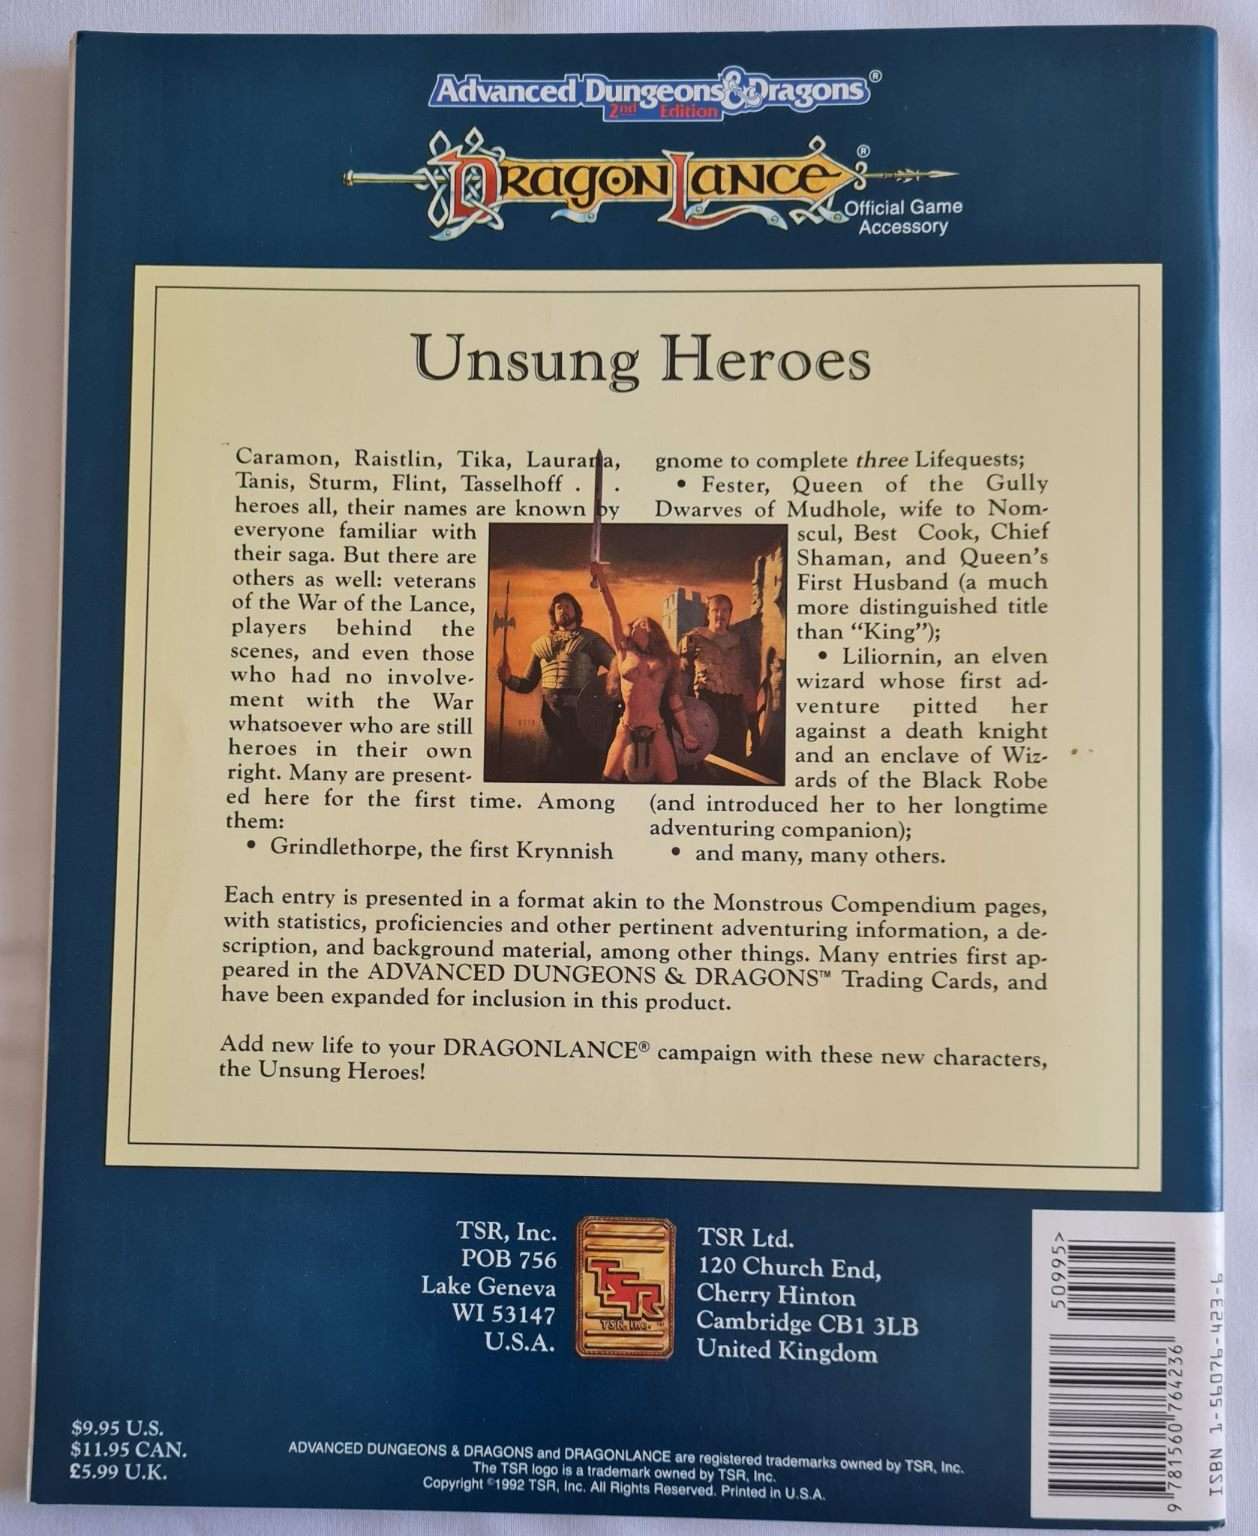 Advanced Dungeons & Dragons®
2nd Edition
DRAGONLANCE®
Official Game
Accessory
Unsung Heroes
Caramon, Raistlin, Tika, Laurana,
Tanis, Sturm, Flint, Tasselhoff . . .
heroes all, their names are known by
everyone familiar with
their saga. But there are
others as well: veterans
of the War of the Lance,
players behind the
scenes, and even those
who had no involve-
ment with the War
whatsoever who are still
heroes in their own
right. Many are present-
ed here for the first time. Among
them:
• Grindlethorpe, the first Krynnish
gnome to complete three Lifequests;
• Fester, Queen of the Gully
Dwarves of Mudhole, wife to Nom-
scul, Best Cook, Chief
Shaman, and Queen's
First Husband (a much
more distinguished title
than "King");
• Liliornin, an elven
wizard whose first ad-
venture pitted her
against a death knight
and an enclave of Wiz-
ards of the Black Robe
(and introduced her to her longtime
adventuring companion);
• and many, many others.
Each entry is presented in a format akin to the Monstrous Compendium pages,
with statistics, proficiencies and other pertinent adventuring information, a de-
scription, and background material, among other things. Many entries first ap-
peared in the ADVANCED DUNGEONS & DRAGONS™ Trading Cards, and
have been expanded for inclusion in this product.
Add new life to your DRAGONLANCE® campaign with these new characters,
the Unsung Heroes!
TSR, Inc.
POB 756
Lake Geneva
WI 53147
U.S.A.
TSR
TSR, Inc.™
TSR Ltd.
120 Church End,
Cherry Hinton
Cambridge CB1 3LB
United Kingdom
50995>
9 781560 764236
ISBN 1-56076-423-6
$9.95 U.S.
$11.95 CAN.
£5.99 U.K.
ADVANCED DUNGEONS & DRAGONS and DRAGONLANCE are registered trademarks owned by TSR, Inc.
The TSR logo is a trademark owned by TSR, Inc.
Copyright ©1992 TSR, Inc. All Rights Reserved. Printed in U.S.A.